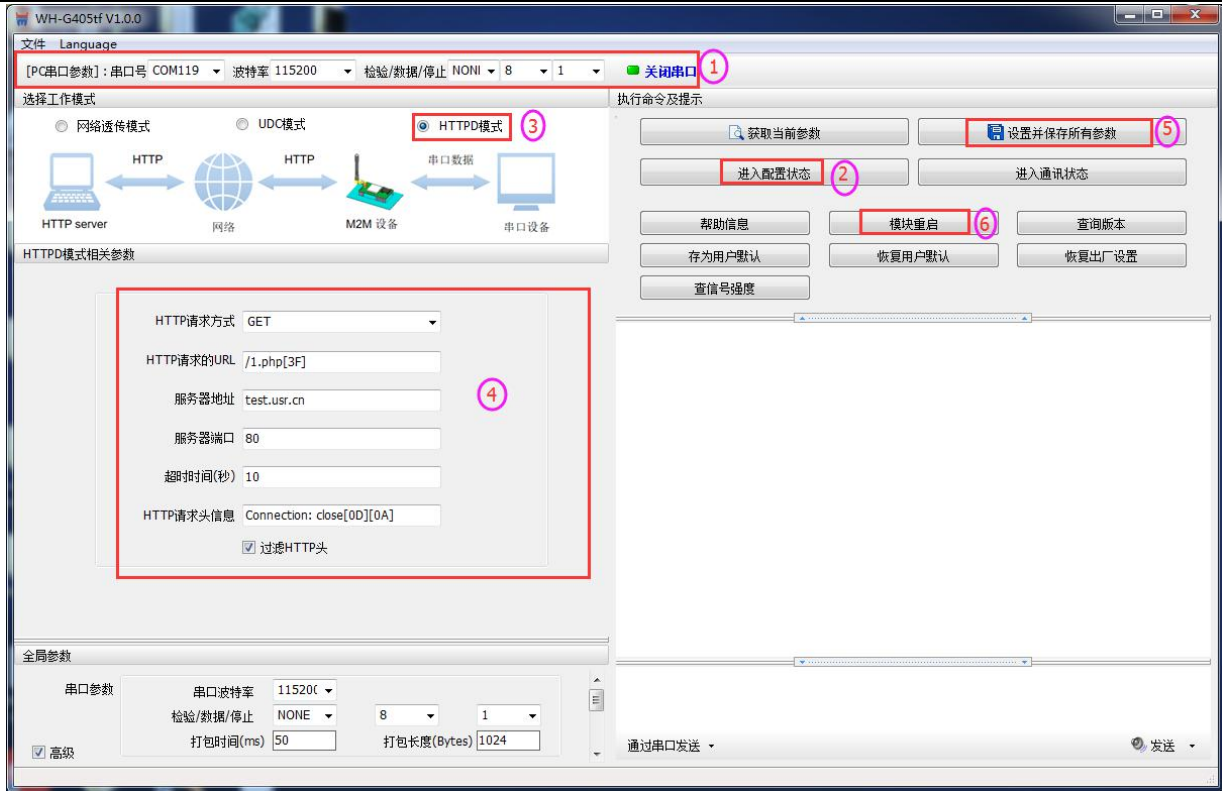 WH-G405tf V1.0.0
文件 Language
[PC串口参数]：串口号 COM119 波特率 115200 检验/数据/停止 NONI 8 1 关闭串口 1
选择工作模式
网络透传模式 UDC模式 HTTPD模式 3
HTTP HTTP 串口数据
HTTP server 网络 M2M 设备 串口设备
HTTPD模式相关参数
HTTP请求方式 GET
HTTP请求的URL /1.php[3F]
服务器地址 test.usr.cn
4
服务器端口 80
超时时间(秒) 10
HTTP请求头信息 Connection: close[0D][0A]
过滤HTTP头
全局参数
串口参数 串口波特率 11520(
检验/数据/停止 NONE 8 1
打包时间(ms) 50 打包长度(Bytes) 1024
高级
执行命令及提示
获取当前参数 设置并保存所有参数 5
进入配置状态 2 进入通讯状态
帮助信息 模块重启 6 查询版本
存为用户默认 恢复用户默认 恢复出厂设置
查信号强度
通过串口发送 发送